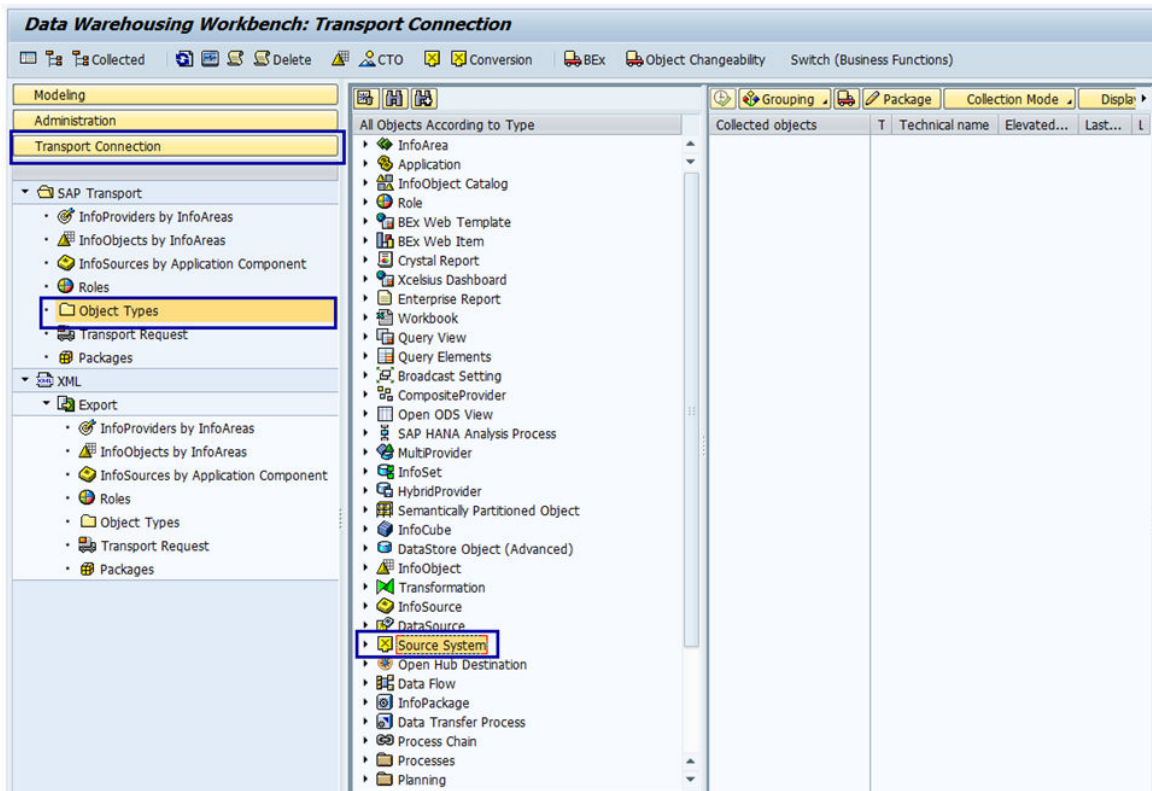 Data Warehousing Workbench: Transport Connection
Collected Delete CTO Conversion BEx Object Changeability Switch (Business Functions)
Modeling
Administration
Transport Connection
SAP Transport
InfoProviders by InfoAreas
InfoObjects by InfoAreas
InfoSources by Application Component
Roles
Object Types
Transport Request
Packages
XML
Export
InfoProviders by InfoAreas
InfoObjects by InfoAreas
InfoSources by Application Component
Roles
Object Types
Transport Request
Packages
All Objects According to Type
InfoArea
Application
InfoObject Catalog
Role
BEx Web Template
BEx Web Item
Crystal Report
Xcelsius Dashboard
Enterprise Report
Workbook
Query View
Query Elements
Broadcast Setting
CompositeProvider
Open ODS View
SAP HANA Analysis Process
MultiProvider
InfoSet
HybridProvider
Semantically Partitioned Object
InfoCube
DataStore Object (Advanced)
InfoObject
Transformation
InfoSource
DataSource
Source System
Open Hub Destination
Data Flow
InfoPackage
Data Transfer Process
Process Chain
Processes
Planning
Grouping Package Collection Mode Display
Collected objects T Technical name Elevated... Last... L